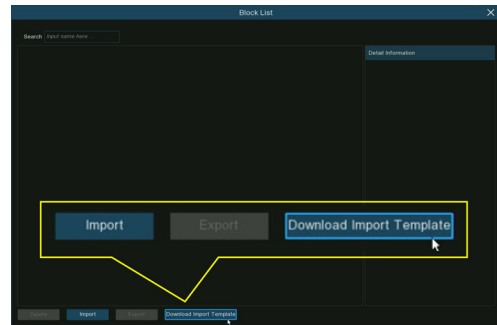 Block List
Search Input name here ...
Detail Information
Import Export Download Import Template
Delete Import Export Download Import Template